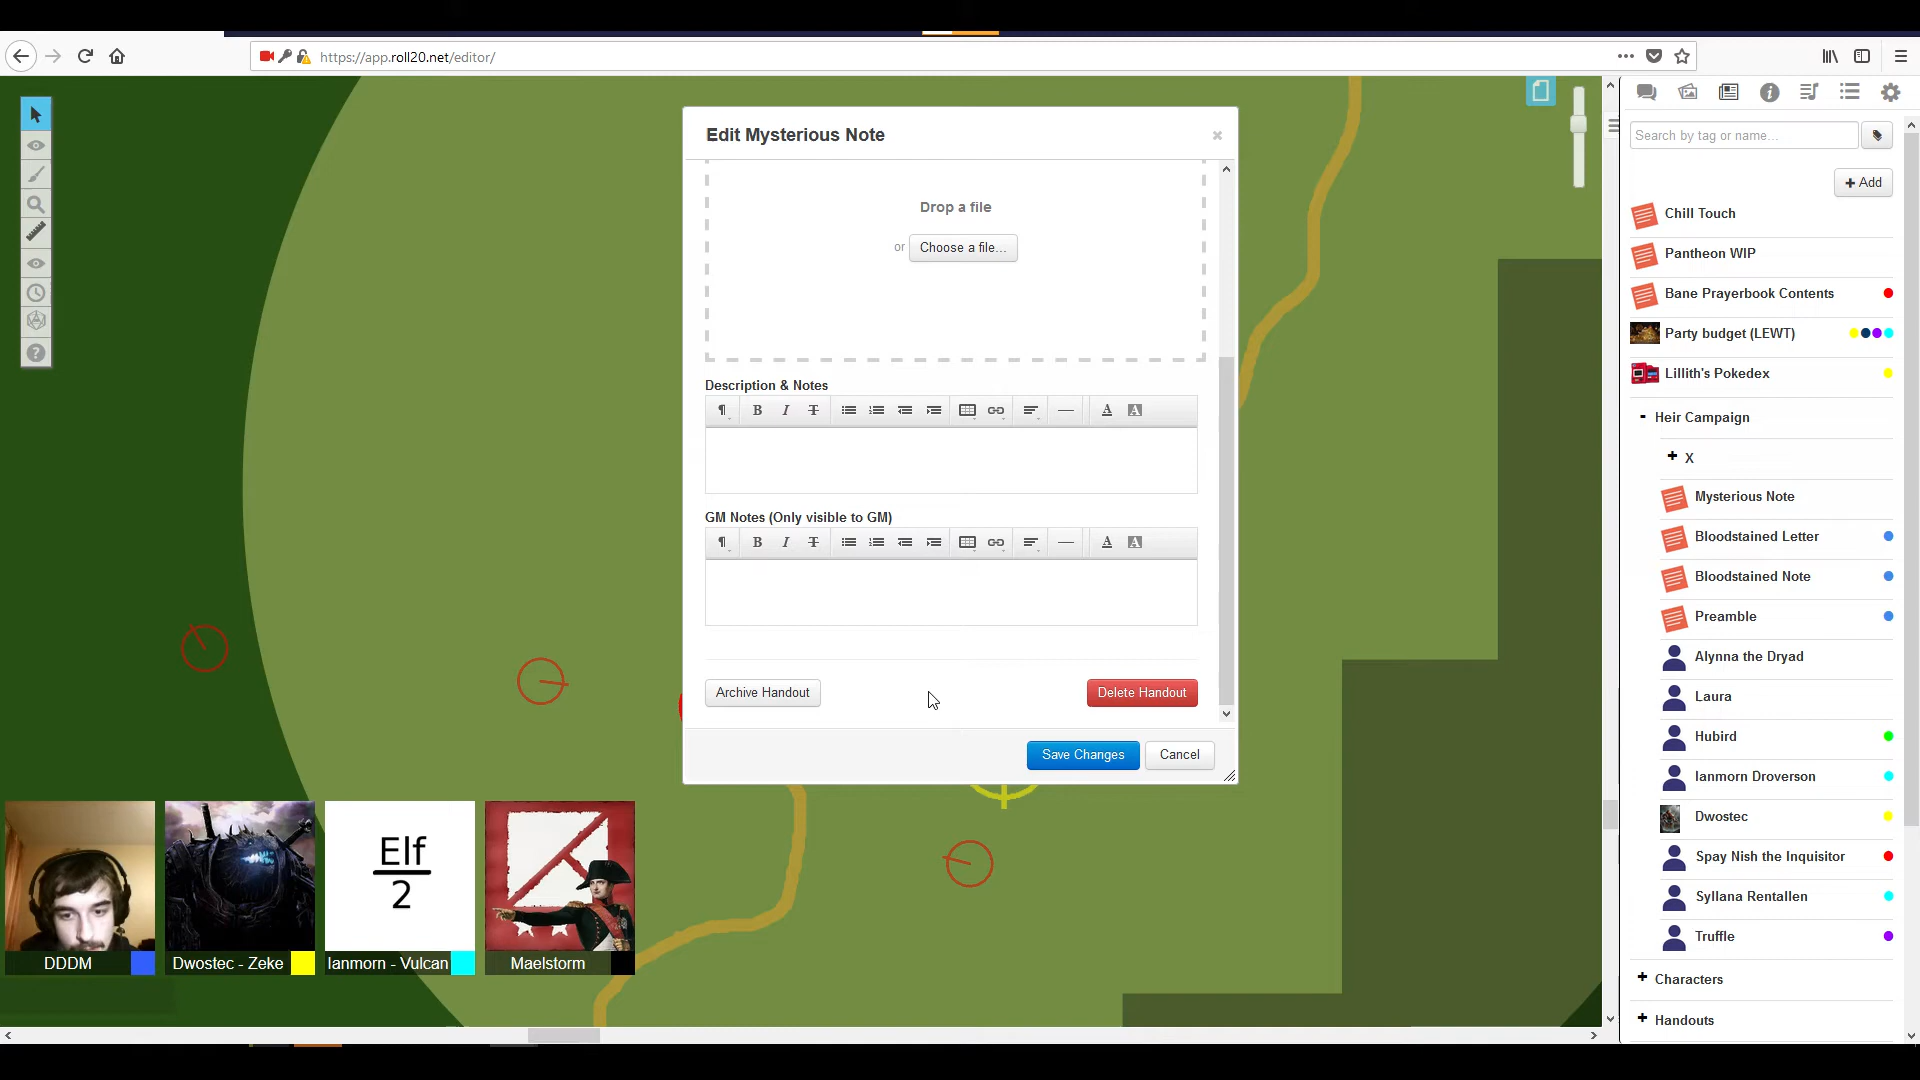 https://app.roll20.net/editor/
Edit Mysterious Note
Drop a file
or Choose a file...
Description & Notes
GM Notes (Only visible to GM)
Archive Handout
Delete Handout
Save Changes
Cancel
Search by tag or name...
+ Add
Chill Touch
Pantheon WIP
Bane Prayerbook Contents
Party budget (LEWT)
Lillith's Pokedex
- Heir Campaign
+ X
Mysterious Note
Bloodstained Letter
Bloodstained Note
Preamble
Alynna the Dryad
Laura
Hubird
Ianmorn Droverson
Dwostec
Spay Nish the Inquisitor
Syllana Rentallen
Truffle
+ Characters
+ Handouts
Elf
2
DDDM
Dwostec - Zeke
Ianmorn - Vulcan
Maelstorm